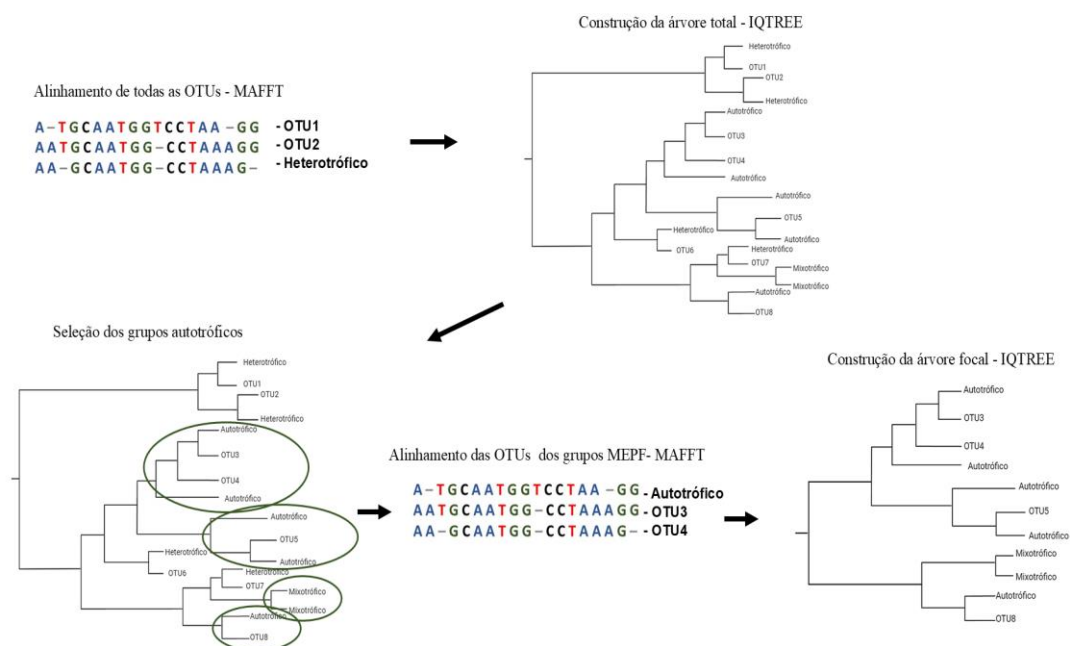 Construção da árvore total - IQTREE
Heterotrófico
OTU1
OTU2
Heterotrófico
Autotrófico
OTU3
OTU4
Autotrófico
Autotrófico
OTU5
Autotrófico
Heterotrófico
OTU6
Heterotrófico
OTU7
Mixotrófico
Mixotrófico
Autotrófico
OTU8
Alinhamento de todas as OTUs - MAFFT
A-TGCAATGGTCCTAA-GG - OTU1
AATGCAATGG-CCTAAAGG - OTU2
AA-GCAATGG-CCTAAAG- - Heterotrófico
Seleção dos grupos autotróficos
Heterotrófico
OTU1
OTU2
Heterotrófico
Autotrófico
OTU3
OTU4
Autotrófico
Autotrófico
OTU5
Autotrófico
Heterotrófico
OTU6
Heterotrófico
OTU7
Mixotrófico
Mixotrófico
Autotrófico
OTU8
Alinhamento das OTUs dos grupos MEPF- MAFFT
A-TGCAATGGTCCTAA-GG - Autotrófico
AATGCAATGG-CCTAAAGG - OTU3
AA-GCAATGG-CCTAAAG- - OTU4
Construção da árvore focal - IQTREE
Autotrófico
OTU3
OTU4
Autotrófico
Autotrófico
OTU5
Autotrófico
Mixotrófico
Mixotrófico
Autotrófico
OTU8